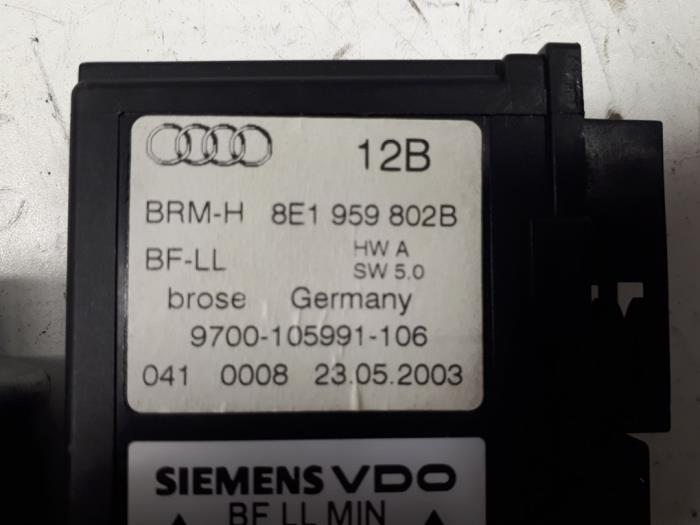 12B
BRM-H 8E1 959 802B
BF-LL HW A
SW 5.0
brose Germany
9700-105991-106
041 0008 23.05.2003
SIEMENS VDO
BF LL MIN